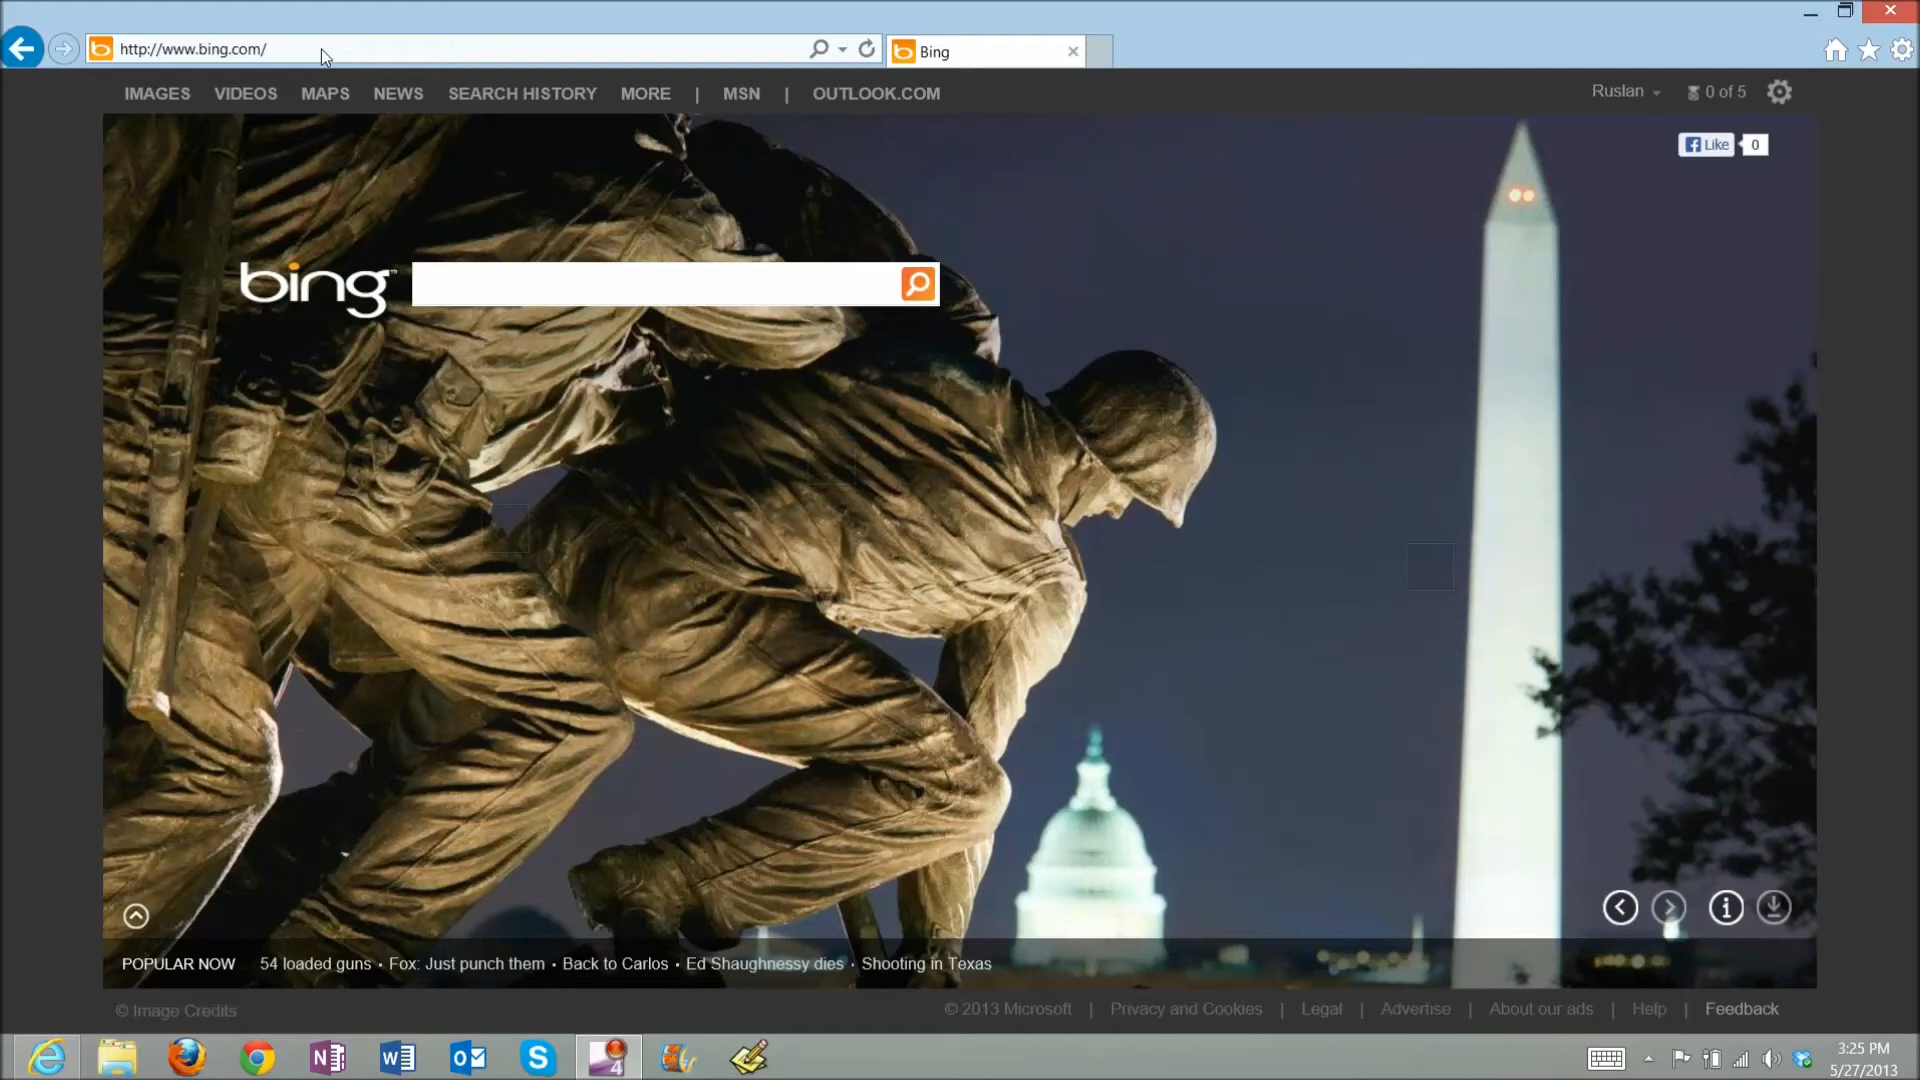 http://www.bing.com/
Bing
IMAGES VIDEOS MAPS NEWS SEARCH HISTORY MORE | MSN | OUTLOOK.COM
Ruslan 0 of 5
Like 0
bing™
POPULAR NOW 54 loaded guns • Fox: Just punch them • Back to Carlos • Ed Shaughnessy dies • Shooting in Texas
© Image Credits
© 2013 Microsoft | Privacy and Cookies | Legal | Advertise | About our ads | Help | Feedback
4
3:25 PM
5/27/2013